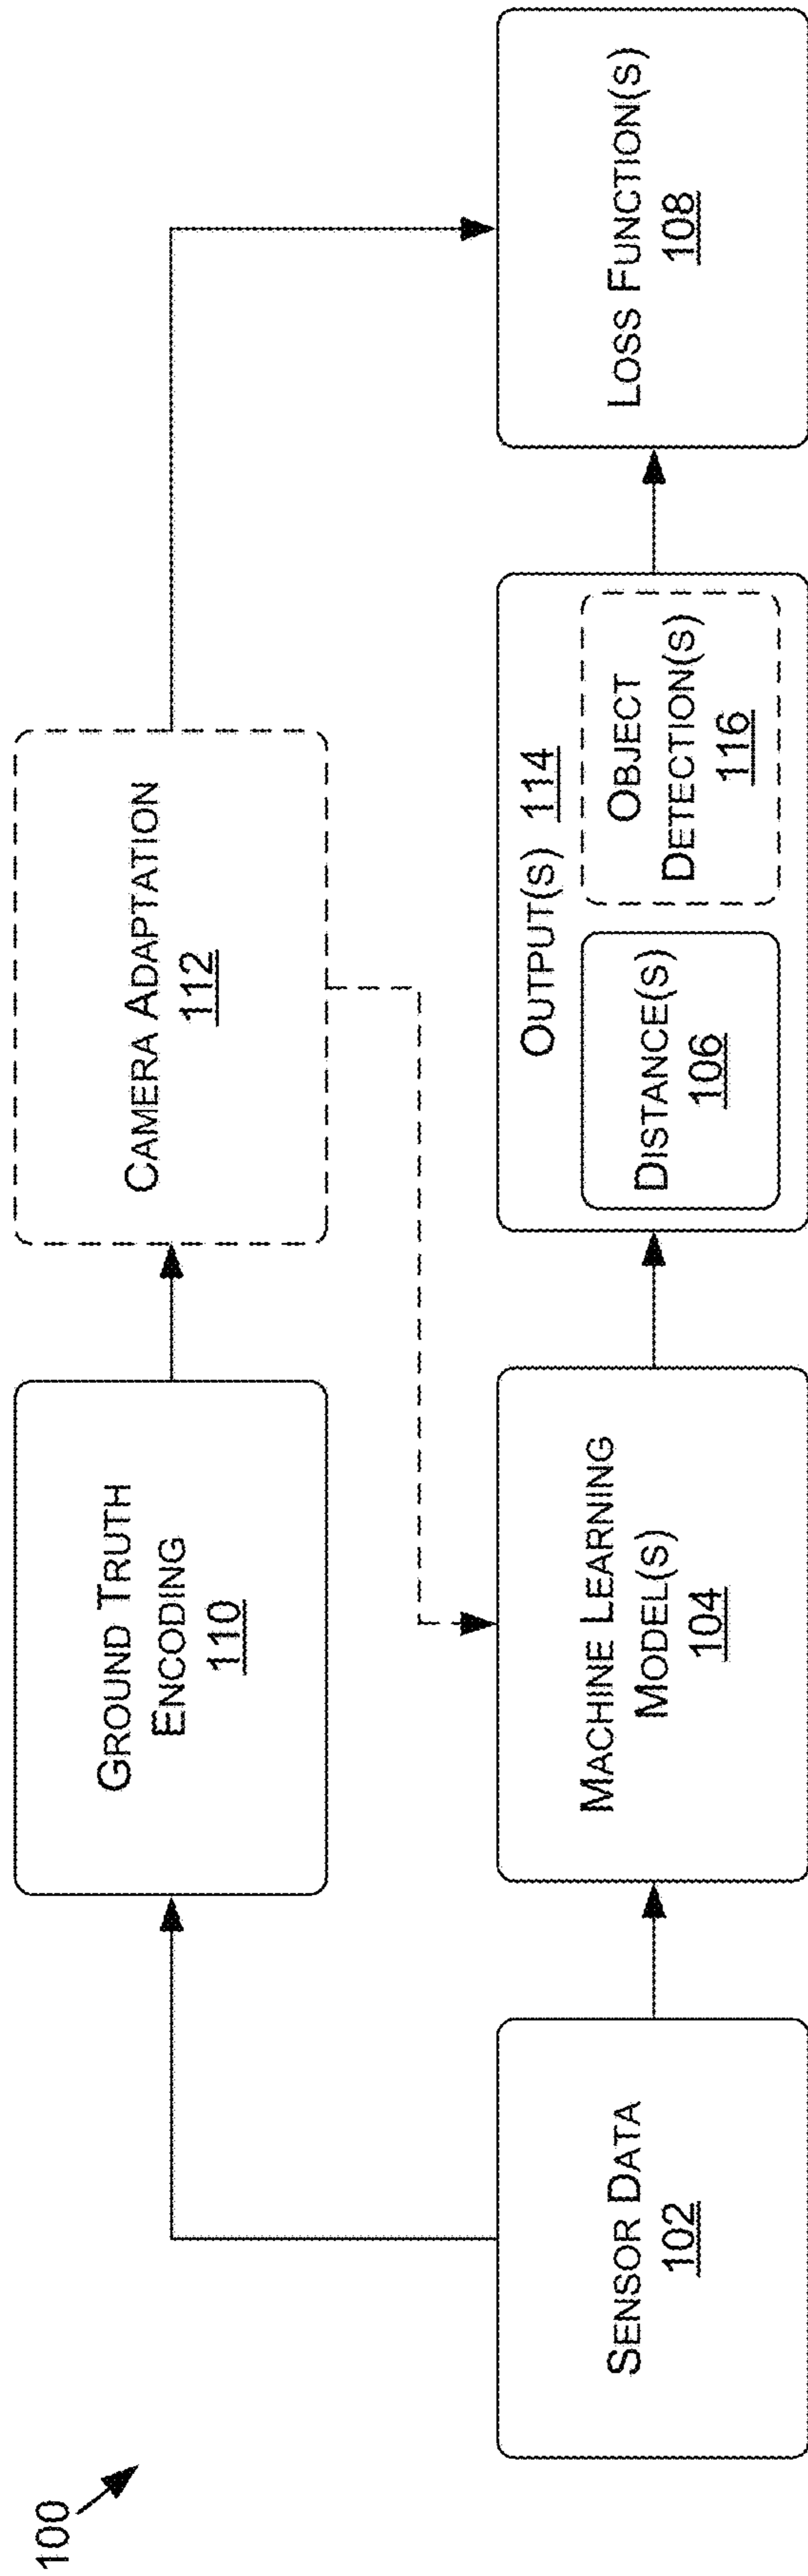 100
GROUND TRUTH
ENCODING
110
CAMERA ADAPTATION
112
SENSOR DATA
102
MACHINE LEARNING
MODEL(S)
104
OUTPUT(S) 114
DISTANCE(S)
106
OBJECT
DETECTION(S)
116
LOSS FUNCTION(S)
108